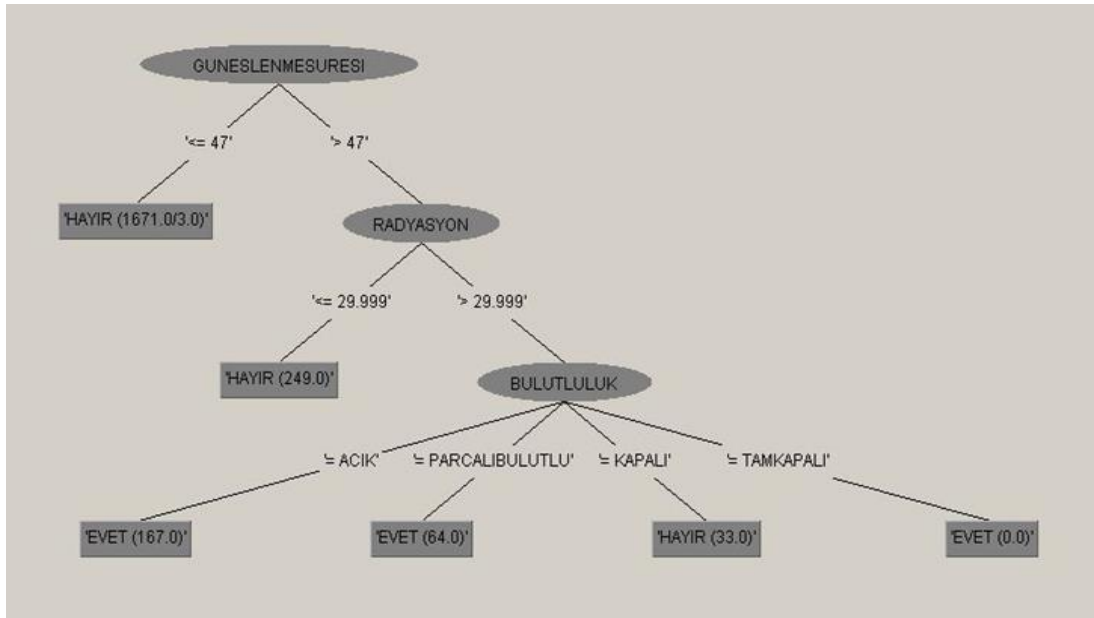 GUNESLENMESURESI
'<= 47'
'> 47'
'HAYIR (1671.0/3.0)'
RADYASYON
'<= 29.999'
'> 29.999'
'HAYIR (249.0)'
BULUTLULUK
'= ACIK'
'= PARCALIBULUTLU'
'= KAPALI'
'= TAMKAPALI'
'EVET (167.0)'
'EVET (64.0)'
'HAYIR (33.0)'
'EVET (0.0)'